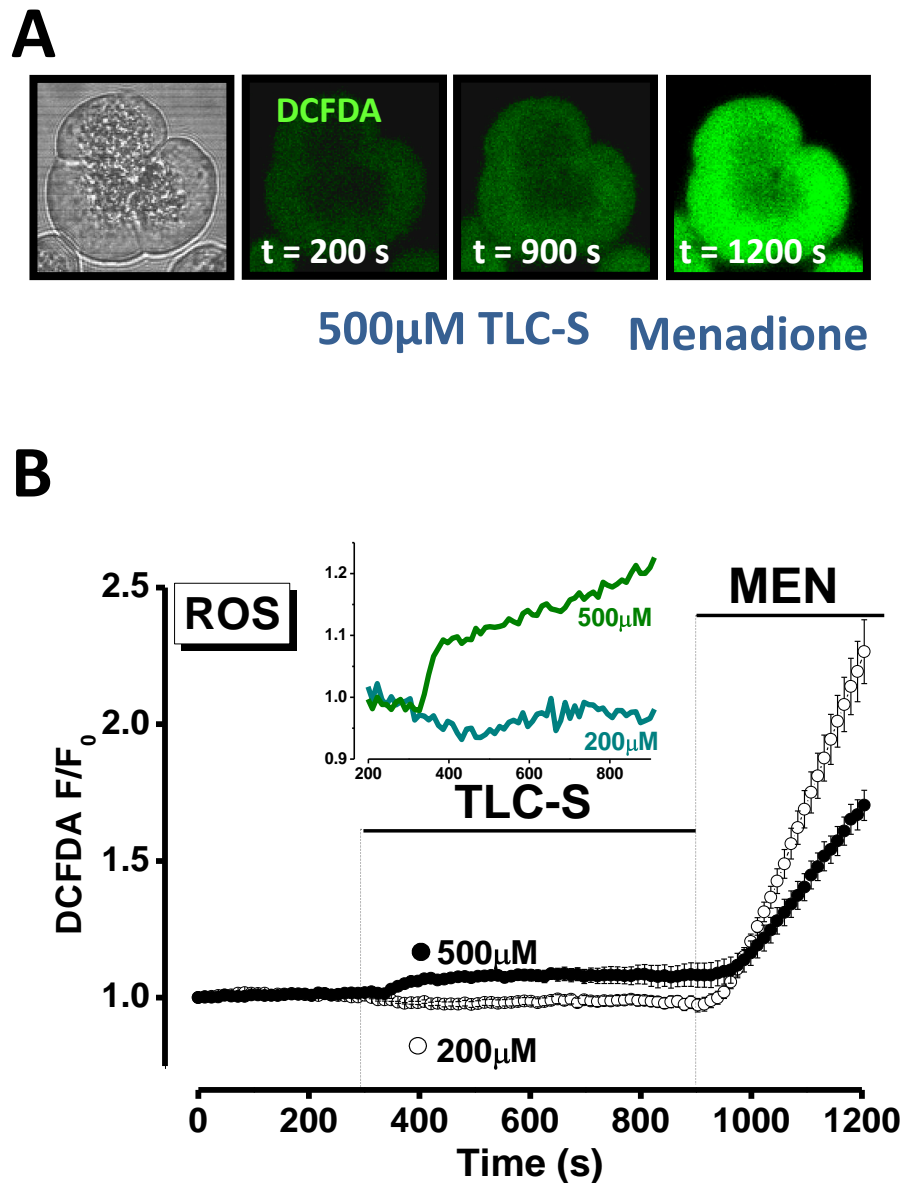 A
DCFDA
t = 200 s
t = 900 s
t = 1200 s
500μM TLC-S
Menadione
B
ROS
MEN
2.5
2.0
1.5
1.0
DCFDA F/F0
1.2
1.1
1.0
0.9
500μM
200μM
200
400
600
800
TLC-S
500μM
200μM
0
200
400
600
800
1000
1200
Time (s)